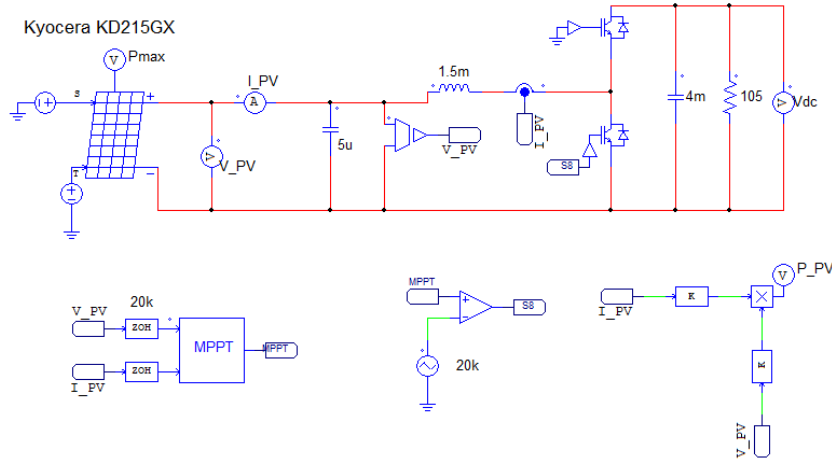 Kyocera KD215GX
V
Pmax
I_PV
A
S
+
T
−
V
V_PV
5u
V_PV
1.5m
I_PV
S8
4m
105
V
Vdc
V_PV
20k
ZOH
I_PV
ZOH
MPPT
MPPT
MPPT
S8
20k
I_PV
K
V
P_PV
K
V_PV